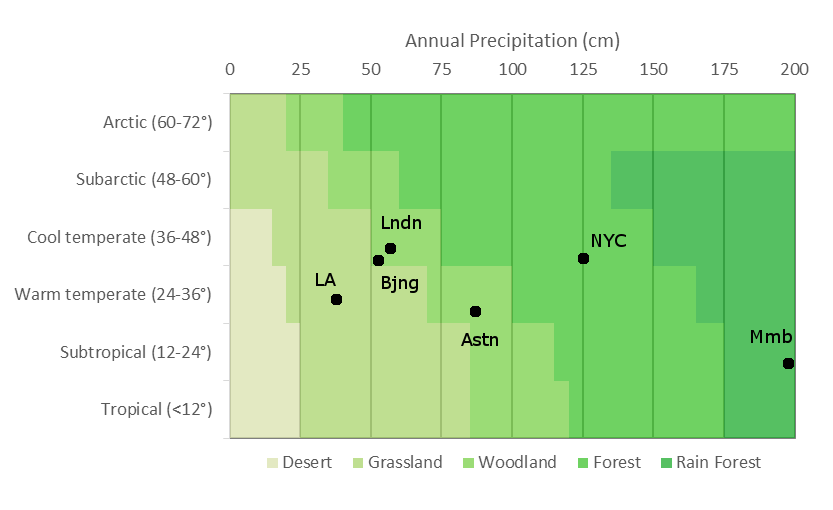 Annual Precipitation (cm)
0 25 50 75 100 125 150 175 200
Arctic (60-72°)
Subarctic (48-60°)
Cool temperate (36-48°)
Warm temperate (24-36°)
Subtropical (12-24°)
Tropical (<12°)
Lndn
NYC
LA
Bjng
Astn
Mmb
Desert Grassland Woodland Forest Rain Forest